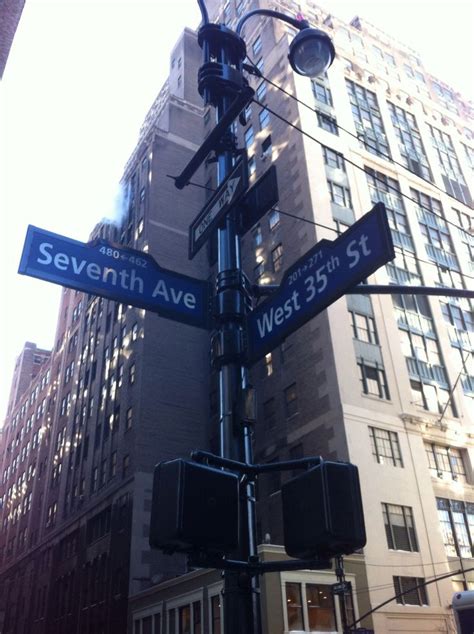 ONE WAY
480←462
Seventh Ave
201→271
West 35th St